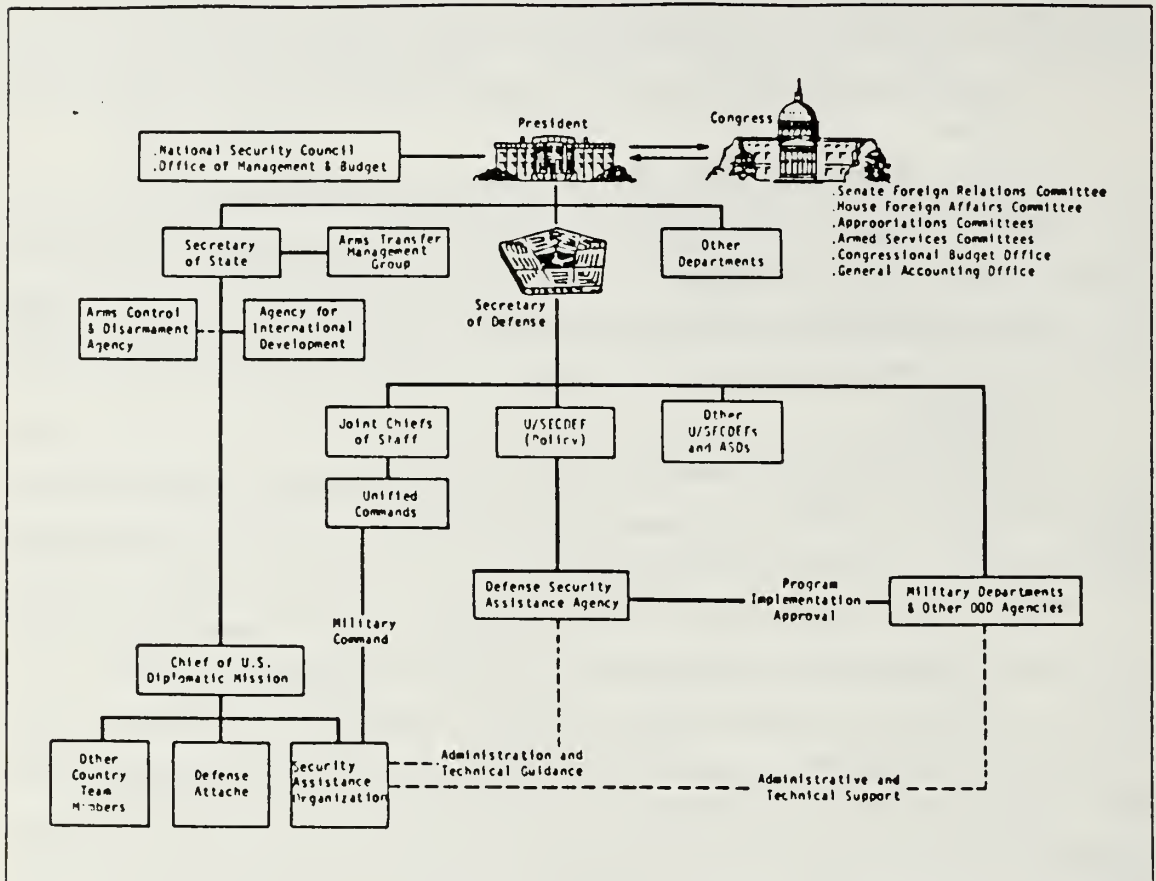 President
Congress
.National Security Council
.Office of Management & Budget
.Senate Foreign Relations Committee
.House Foreign Affairs Committee
.Appropriations Committees
.Armed Services Committees
.Congressional Budget Office
.General Accounting Office
Secretary
of State
Arms Transfer
Management
Group
Other
Departments
Secretary
of Defense
Arms Control
& Disarmament
Agency
Agency for
International
Development
Joint Chiefs
of Staff
U/SECDEF
(Policy)
Other
U/SECDEFs
and ASDs
Unified
Commands
Defense Security
Assistance Agency
Program
Implementation
Approval
Military Departments
& Other DOD Agencies
Military
Command
Chief of U.S.
Diplomatic Mission
Other
Country
Team
Members
Defense
Attache
Security
Assistance
Organization
Administration and
Technical Guidance
Administrative and
Technical Support